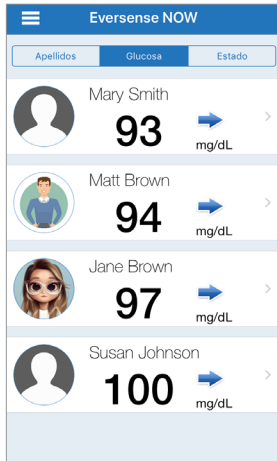 Eversense NOW
Apellidos Glucosa Estado
Mary Smith
93
mg/dL
Matt Brown
94
mg/dL
Jane Brown
97
mg/dL
Susan Johnson
100
mg/dL